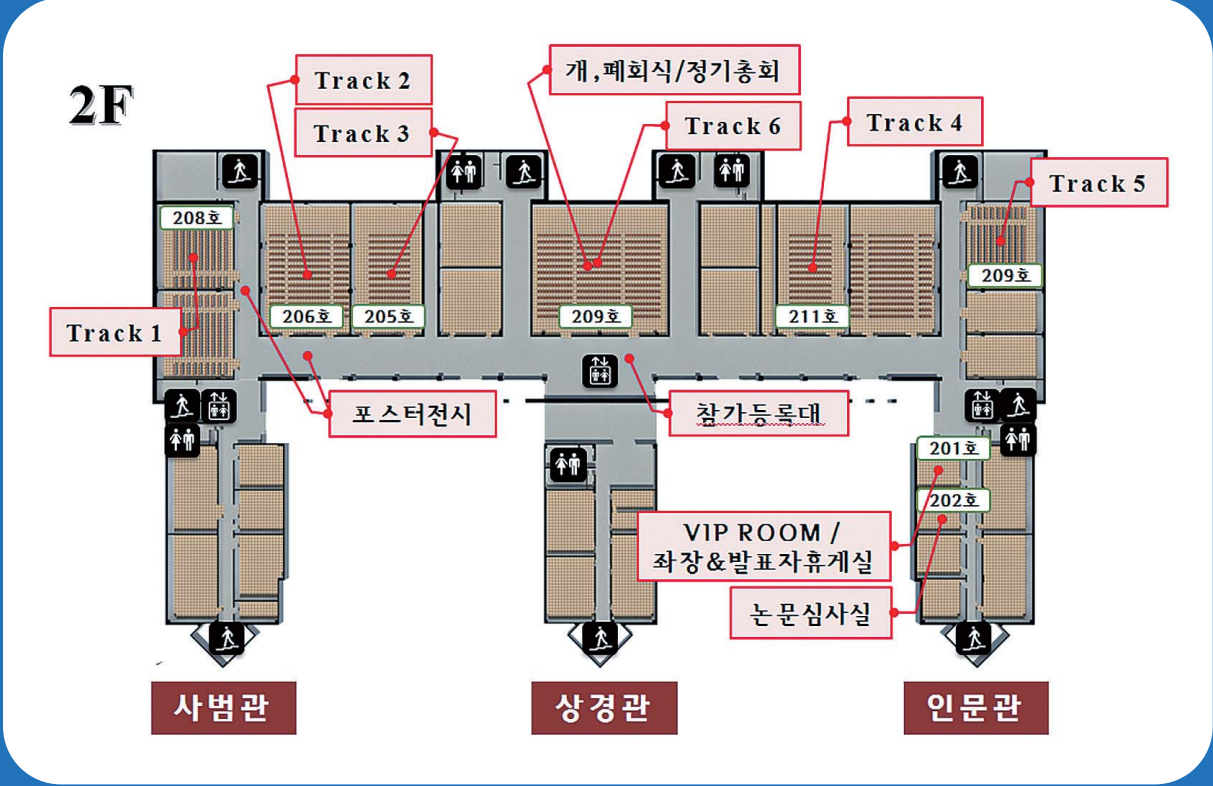 2F
Track 2
개,폐회식/정기총회
Track 3
Track 6
Track 4
Track 5
208호
206호
205호
209호
211호
209호
Track 1
포스터전시
참가등록대
201호
202호
VIP ROOM /
좌장&발표자휴게실
논문심사실
사범관
상경관
인문관